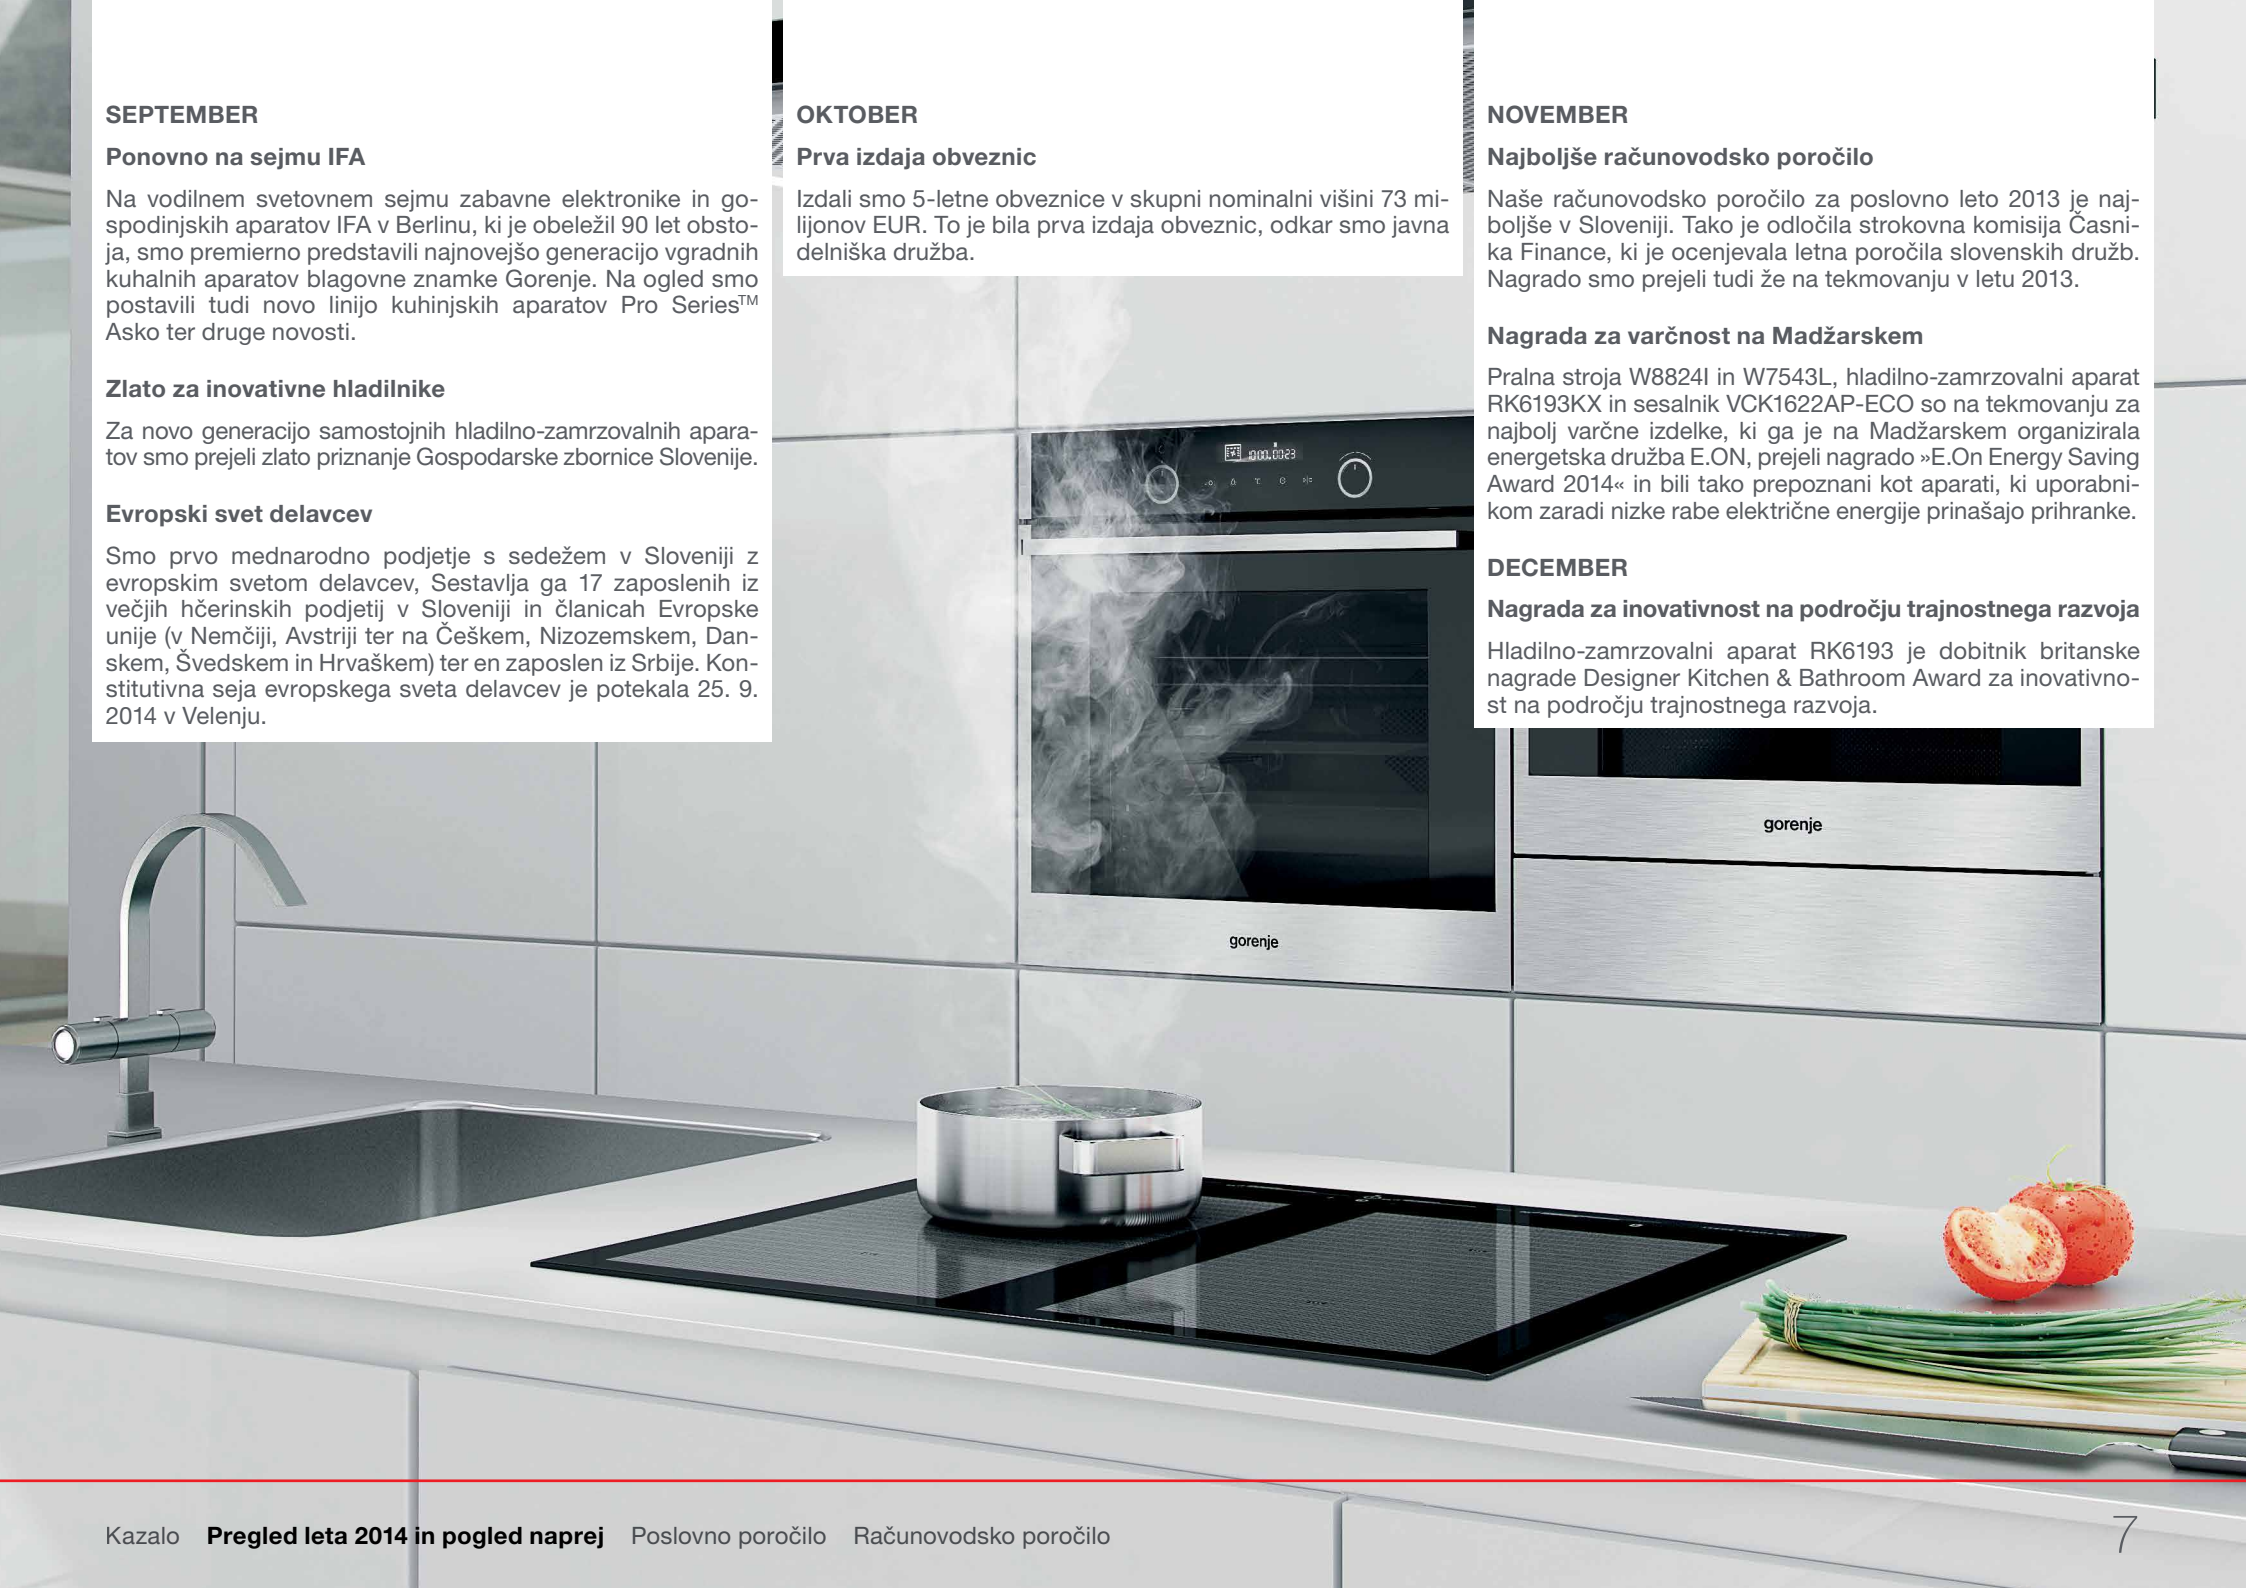 SEPTEMBER
Ponovno na sejmu IFA
Na vodilnem svetovnem sejmu zabavne elektronike in go-
spodinjskih aparatov IFA v Berlinu, ki je obeležil 90 let obsto-
ja, smo premierno predstavili najnovejšo generacijo vgradnih
kuhalnih aparatov blagovne znamke Gorenje. Na ogled smo
postavili tudi novo linijo kuhinjskih aparatov Pro Series™
Asko ter druge novosti.
Zlato za inovativne hladilnike
Za novo generacijo samostojnih hladilno-zamrzovalnih apara-
tov smo prejeli zlato priznanje Gospodarske zbornice Slovenije.
Evropski svet delavcev
Smo prvo mednarodno podjetje s sedežem v Sloveniji z
evropskim svetom delavcev, Sestavlja ga 17 zaposlenih iz
večjih hčerinskih podjetij v Sloveniji in članicah Evropske
unije (v Nemčiji, Avstriji ter na Češkem, Nizozemskem, Dan-
skem, Švedskem in Hrvaškem) ter en zaposlen iz Srbije. Kon-
stitutivna seja evropskega sveta delavcev je potekala 25. 9.
2014 v Velenju.
OKTOBER
Prva izdaja obveznic
Izdali smo 5-letne obveznice v skupni nominalni višini 73 mi-
lijonov EUR. To je bila prva izdaja obveznic, odkar smo javna
delniška družba.
NOVEMBER
Najboljše računovodsko poročilo
Naše računovodsko poročilo za poslovno leto 2013 je naj-
boljše v Sloveniji. Tako je odločila strokovna komisija Časni-
ka Finance, ki je ocenjevala letna poročila slovenskih družb.
Nagrado smo prejeli tudi že na tekmovanju v letu 2013.
Nagrada za varčnost na Madžarskem
Pralna stroja W8824I in W7543L, hladilno-zamrzovalni aparat
RK6193KX in sesalnik VCK1622AP-ECO so na tekmovanju za
najbolj varčne izdelke, ki ga je na Madžarskem organizirala
energetska družba E.ON, prejeli nagrado »E.On Energy Saving
Award 2014« in bili tako prepoznani kot aparati, ki uporabni-
kom zaradi nizke rabe električne energije prinašajo prihranke.
DECEMBER
Nagrada za inovativnost na področju trajnostnega razvoja
Hladilno-zamrzovalni aparat RK6193 je dobitnik britanske
nagrade Designer Kitchen & Bathroom Award za inovativno-
st na področju trajnostnega razvoja.
gorenje
gorenje
Kazalo Pregled leta 2014 in pogled naprej Poslovno poročilo Računovodsko poročilo
7